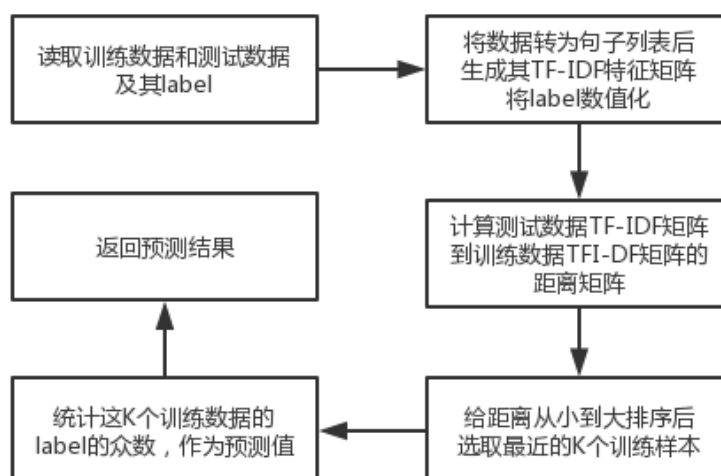 读取训练数据和测试数据
及其label
将数据转为句子列表后
生成其TF-IDF特征矩阵
将label数值化
计算测试数据TF-IDF矩阵
到训练数据TFI-DF矩阵的
距离矩阵
给距离从小到大排序后
选取最近的K个训练样本
统计这K个训练数据的
label的众数，作为预测值
返回预测结果